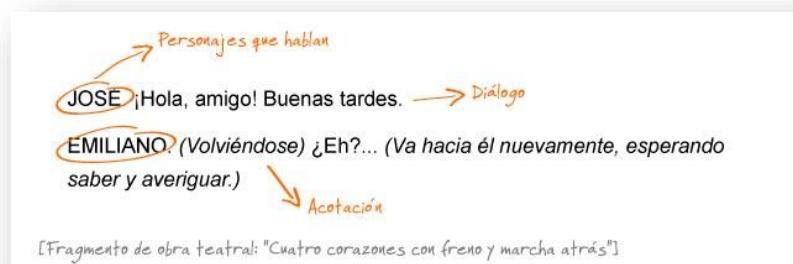 Personajes que hablan
JOSÉ ¡Hola, amigo! Buenas tardes.
Diálogo
EMILIANO. (Volviéndose) ¿Eh?... (Va hacia él nuevamente, esperando
saber y averiguar.)
Acotación
[Fragmento de obra teatral: "Cuatro corazones con freno y marcha atrás"]